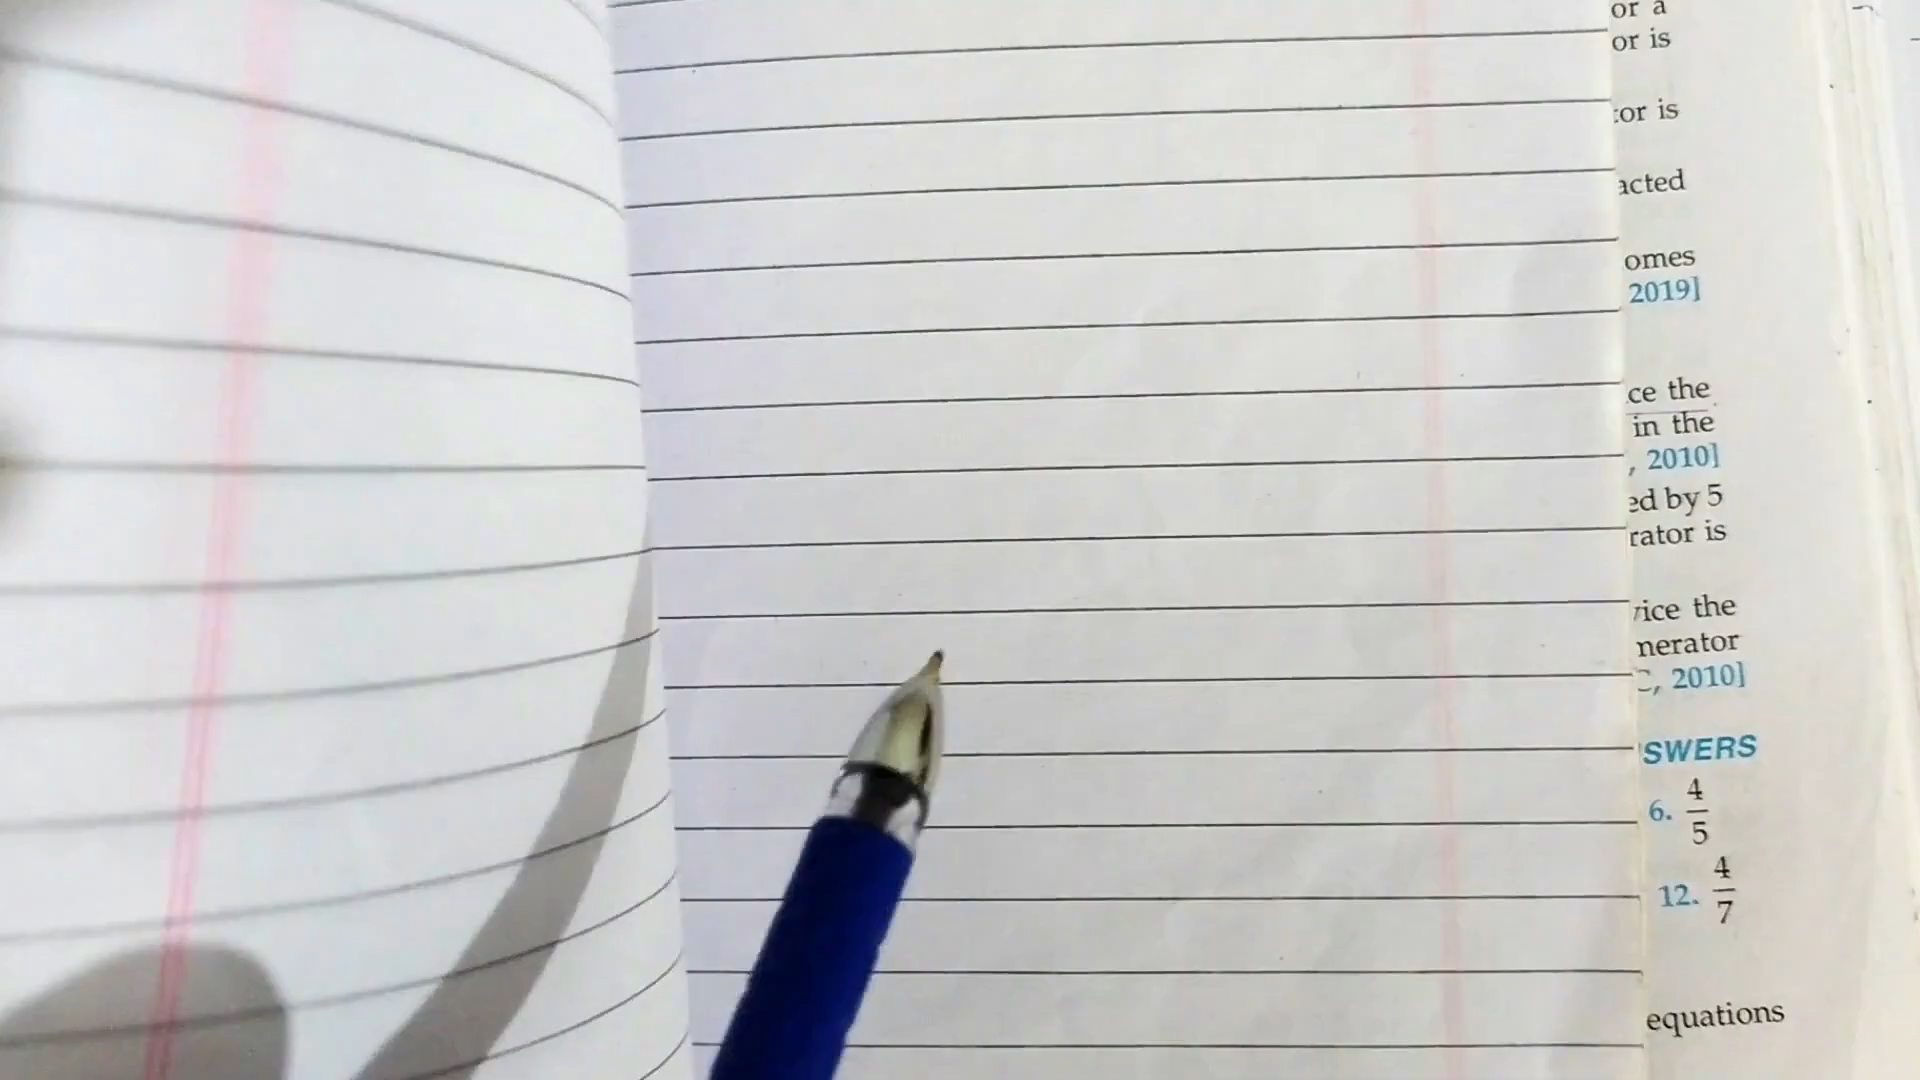 or a
or is
or is
acted
omes
2019]
ce the
in the
, 2010]
ed by 5
rator is
ice the
nerator
, 2010]
SWERS
6. 4/5
12. 4/7
equations